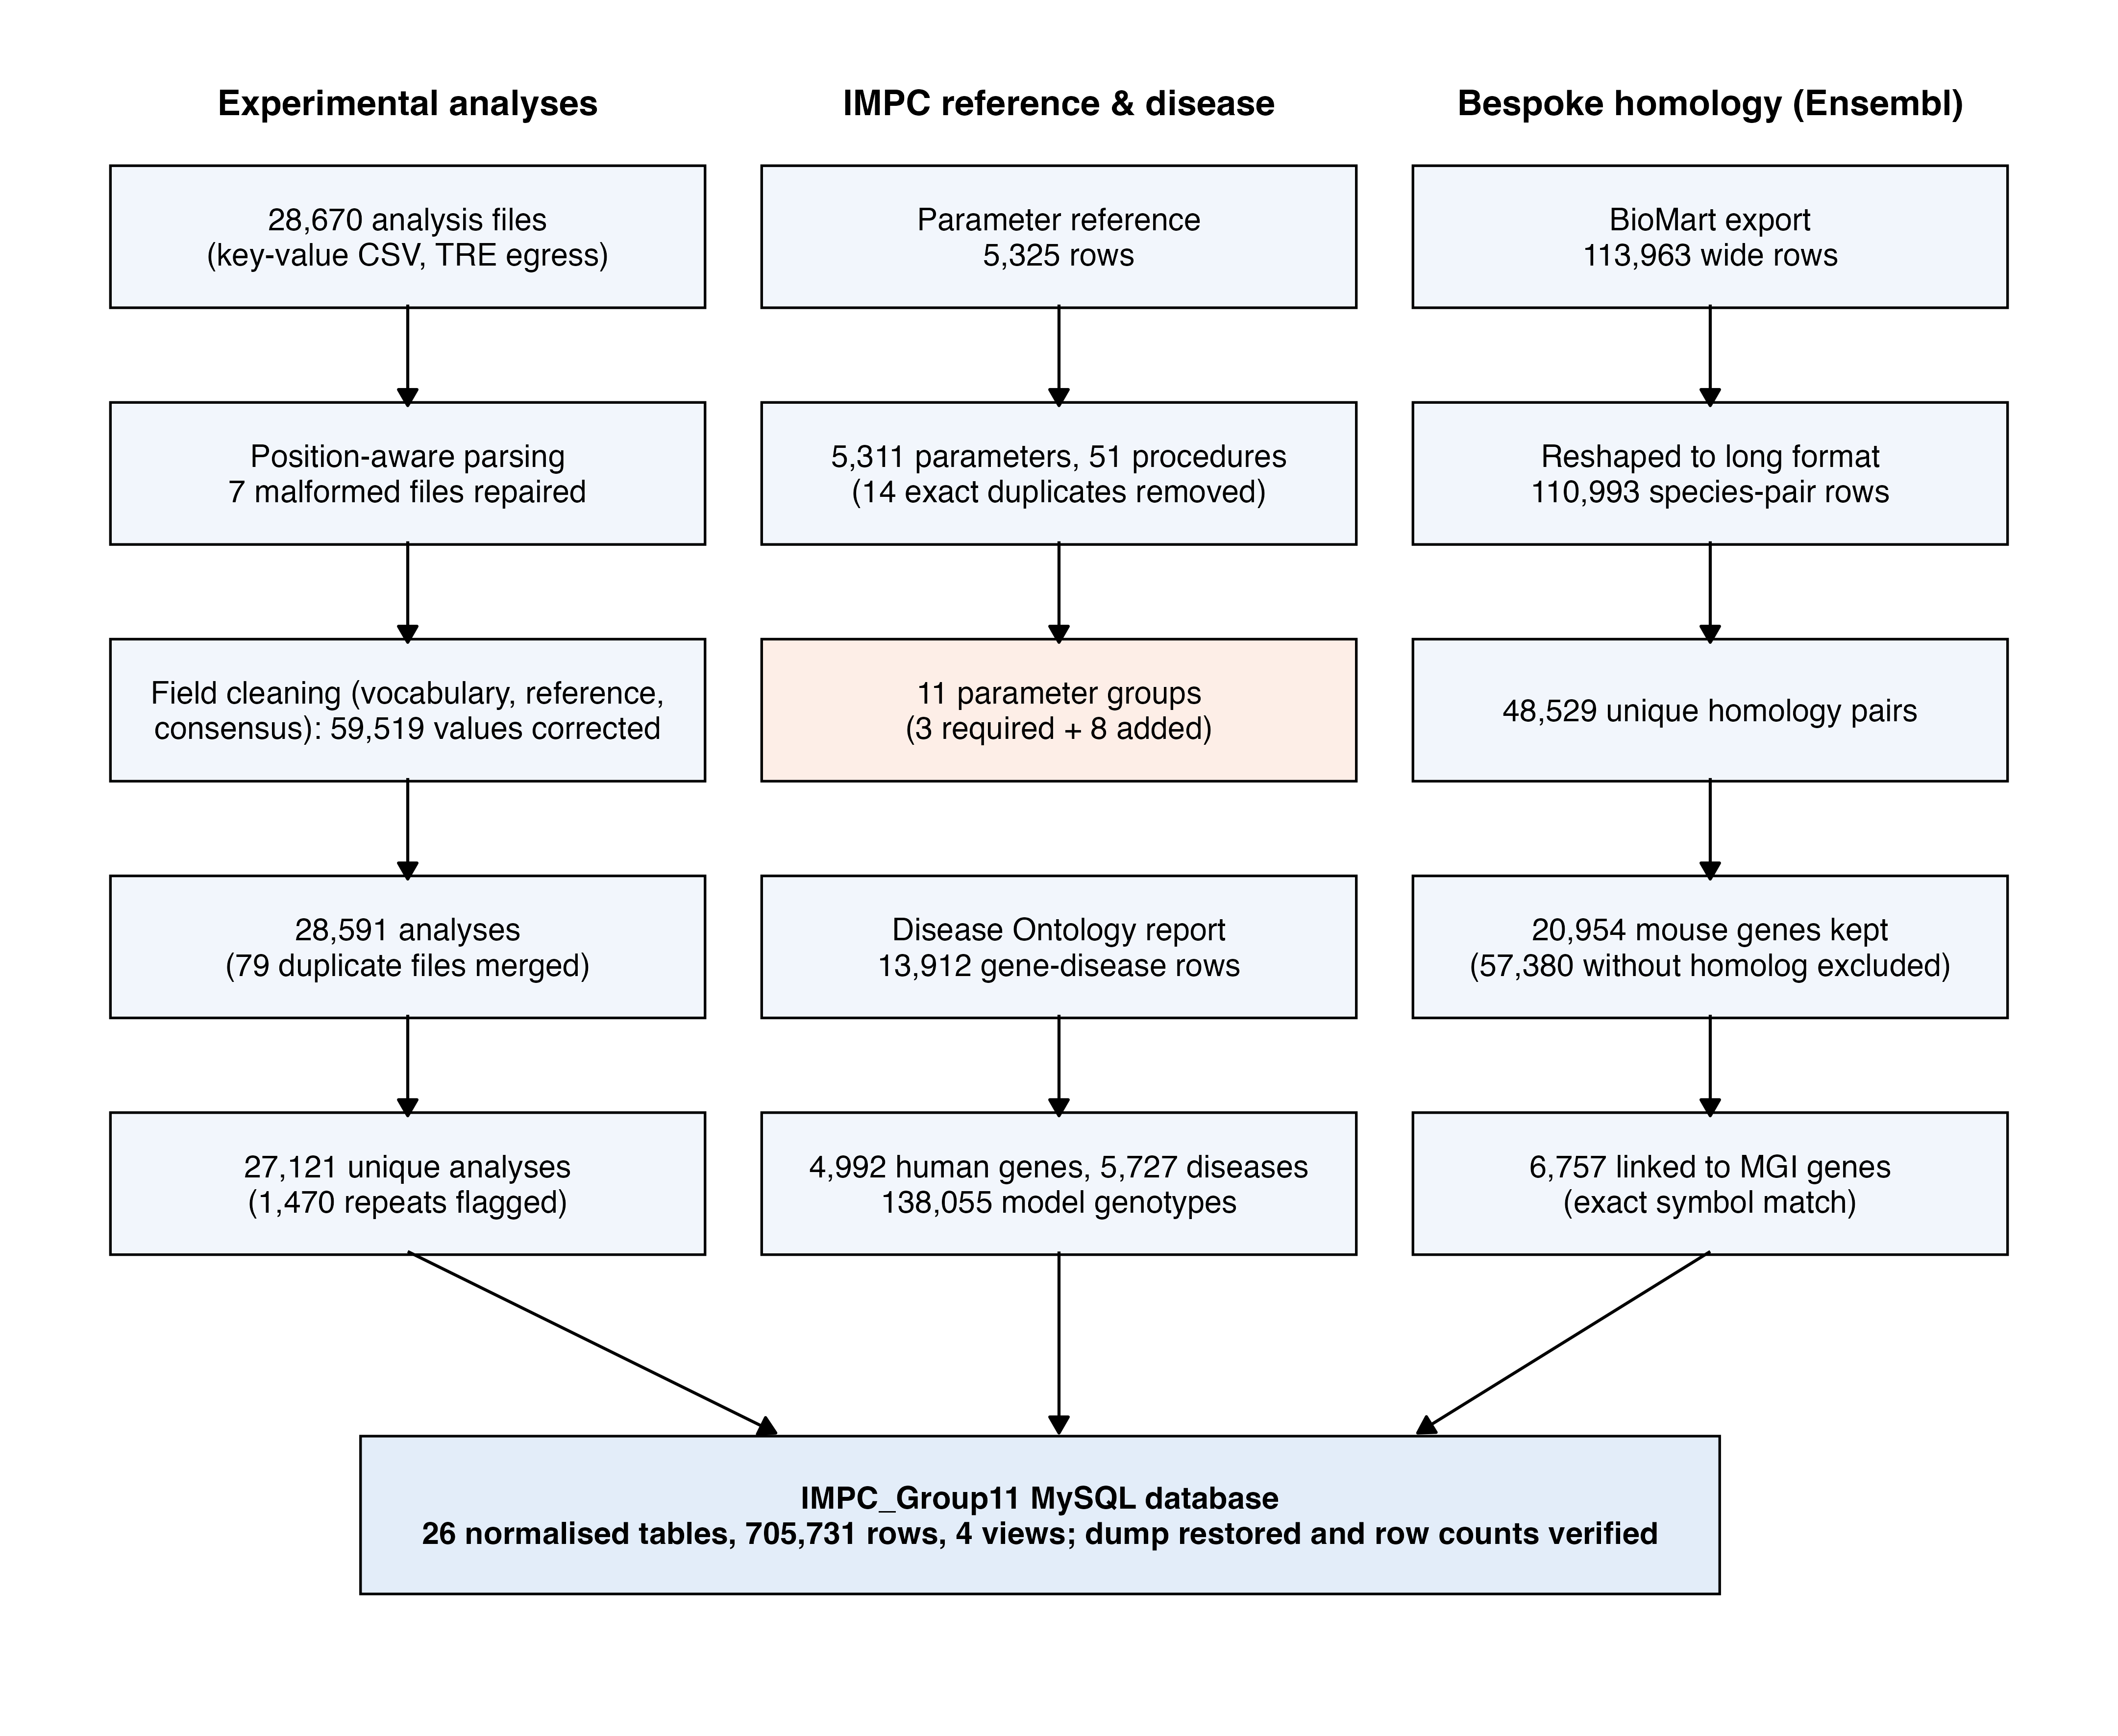 Experimental analyses
28,670 analysis files
(key-value CSV, TRE egress)
Position-aware parsing
7 malformed files repaired
Field cleaning (vocabulary, reference,
consensus): 59,519 values corrected
28,591 analyses
(79 duplicate files merged)
27,121 unique analyses
(1,470 repeats flagged)
IMPC reference & disease
Parameter reference
5,325 rows
5,311 parameters, 51 procedures
(14 exact duplicates removed)
11 parameter groups
(3 required + 8 added)
Disease Ontology report
13,912 gene-disease rows
4,992 human genes, 5,727 diseases
138,055 model genotypes
Bespoke homology (Ensembl)
BioMart export
113,963 wide rows
Reshaped to long format
110,993 species-pair rows
48,529 unique homology pairs
20,954 mouse genes kept
(57,380 without homolog excluded)
6,757 linked to MGI genes
(exact symbol match)
IMPC_Group11 MySQL database
26 normalised tables, 705,731 rows, 4 views; dump restored and row counts verified